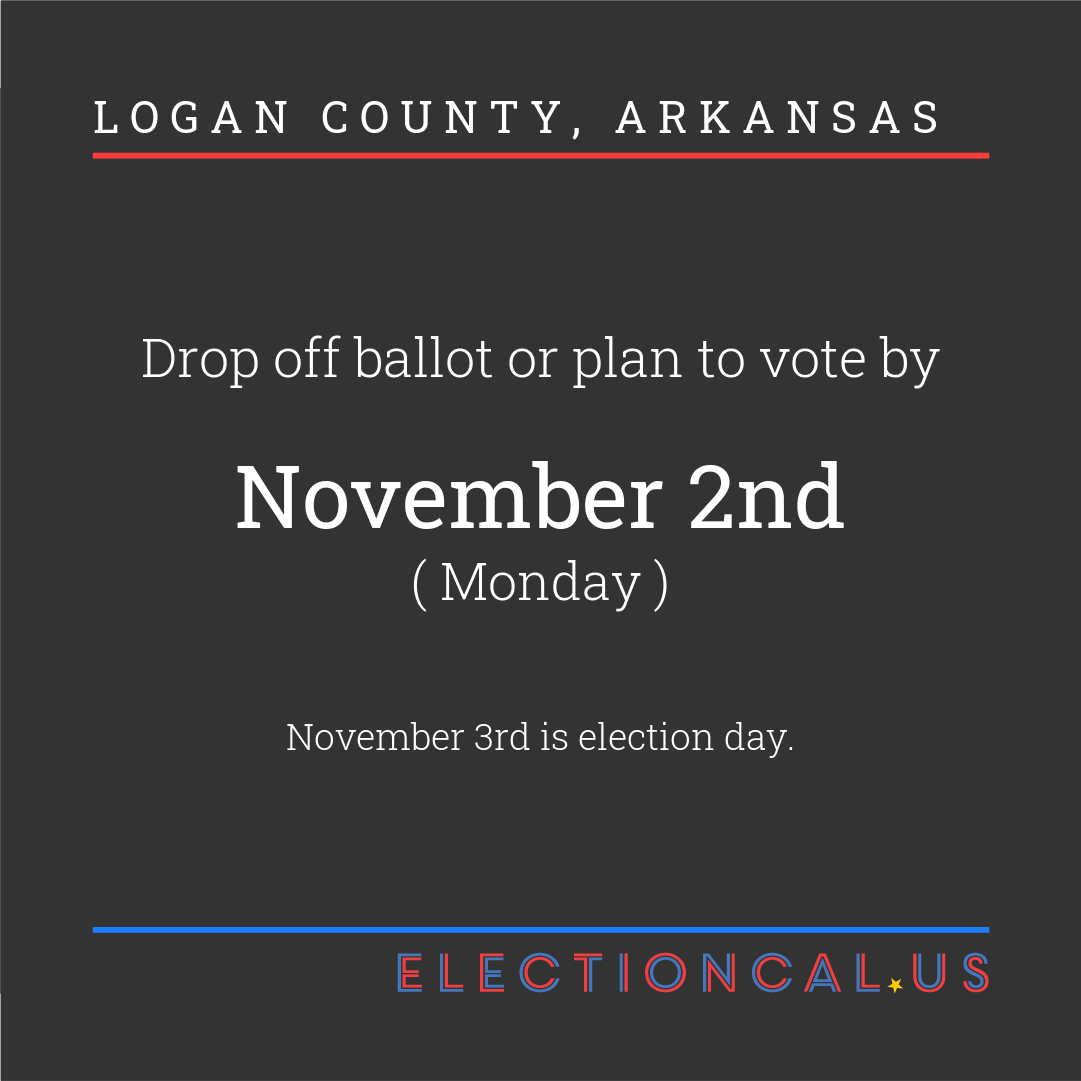 LOGAN COUNTY, ARKANSAS
Drop off ballot or plan to vote by
November 2nd
( Monday )
November 3rd is election day.
ELECTIONCAL.US